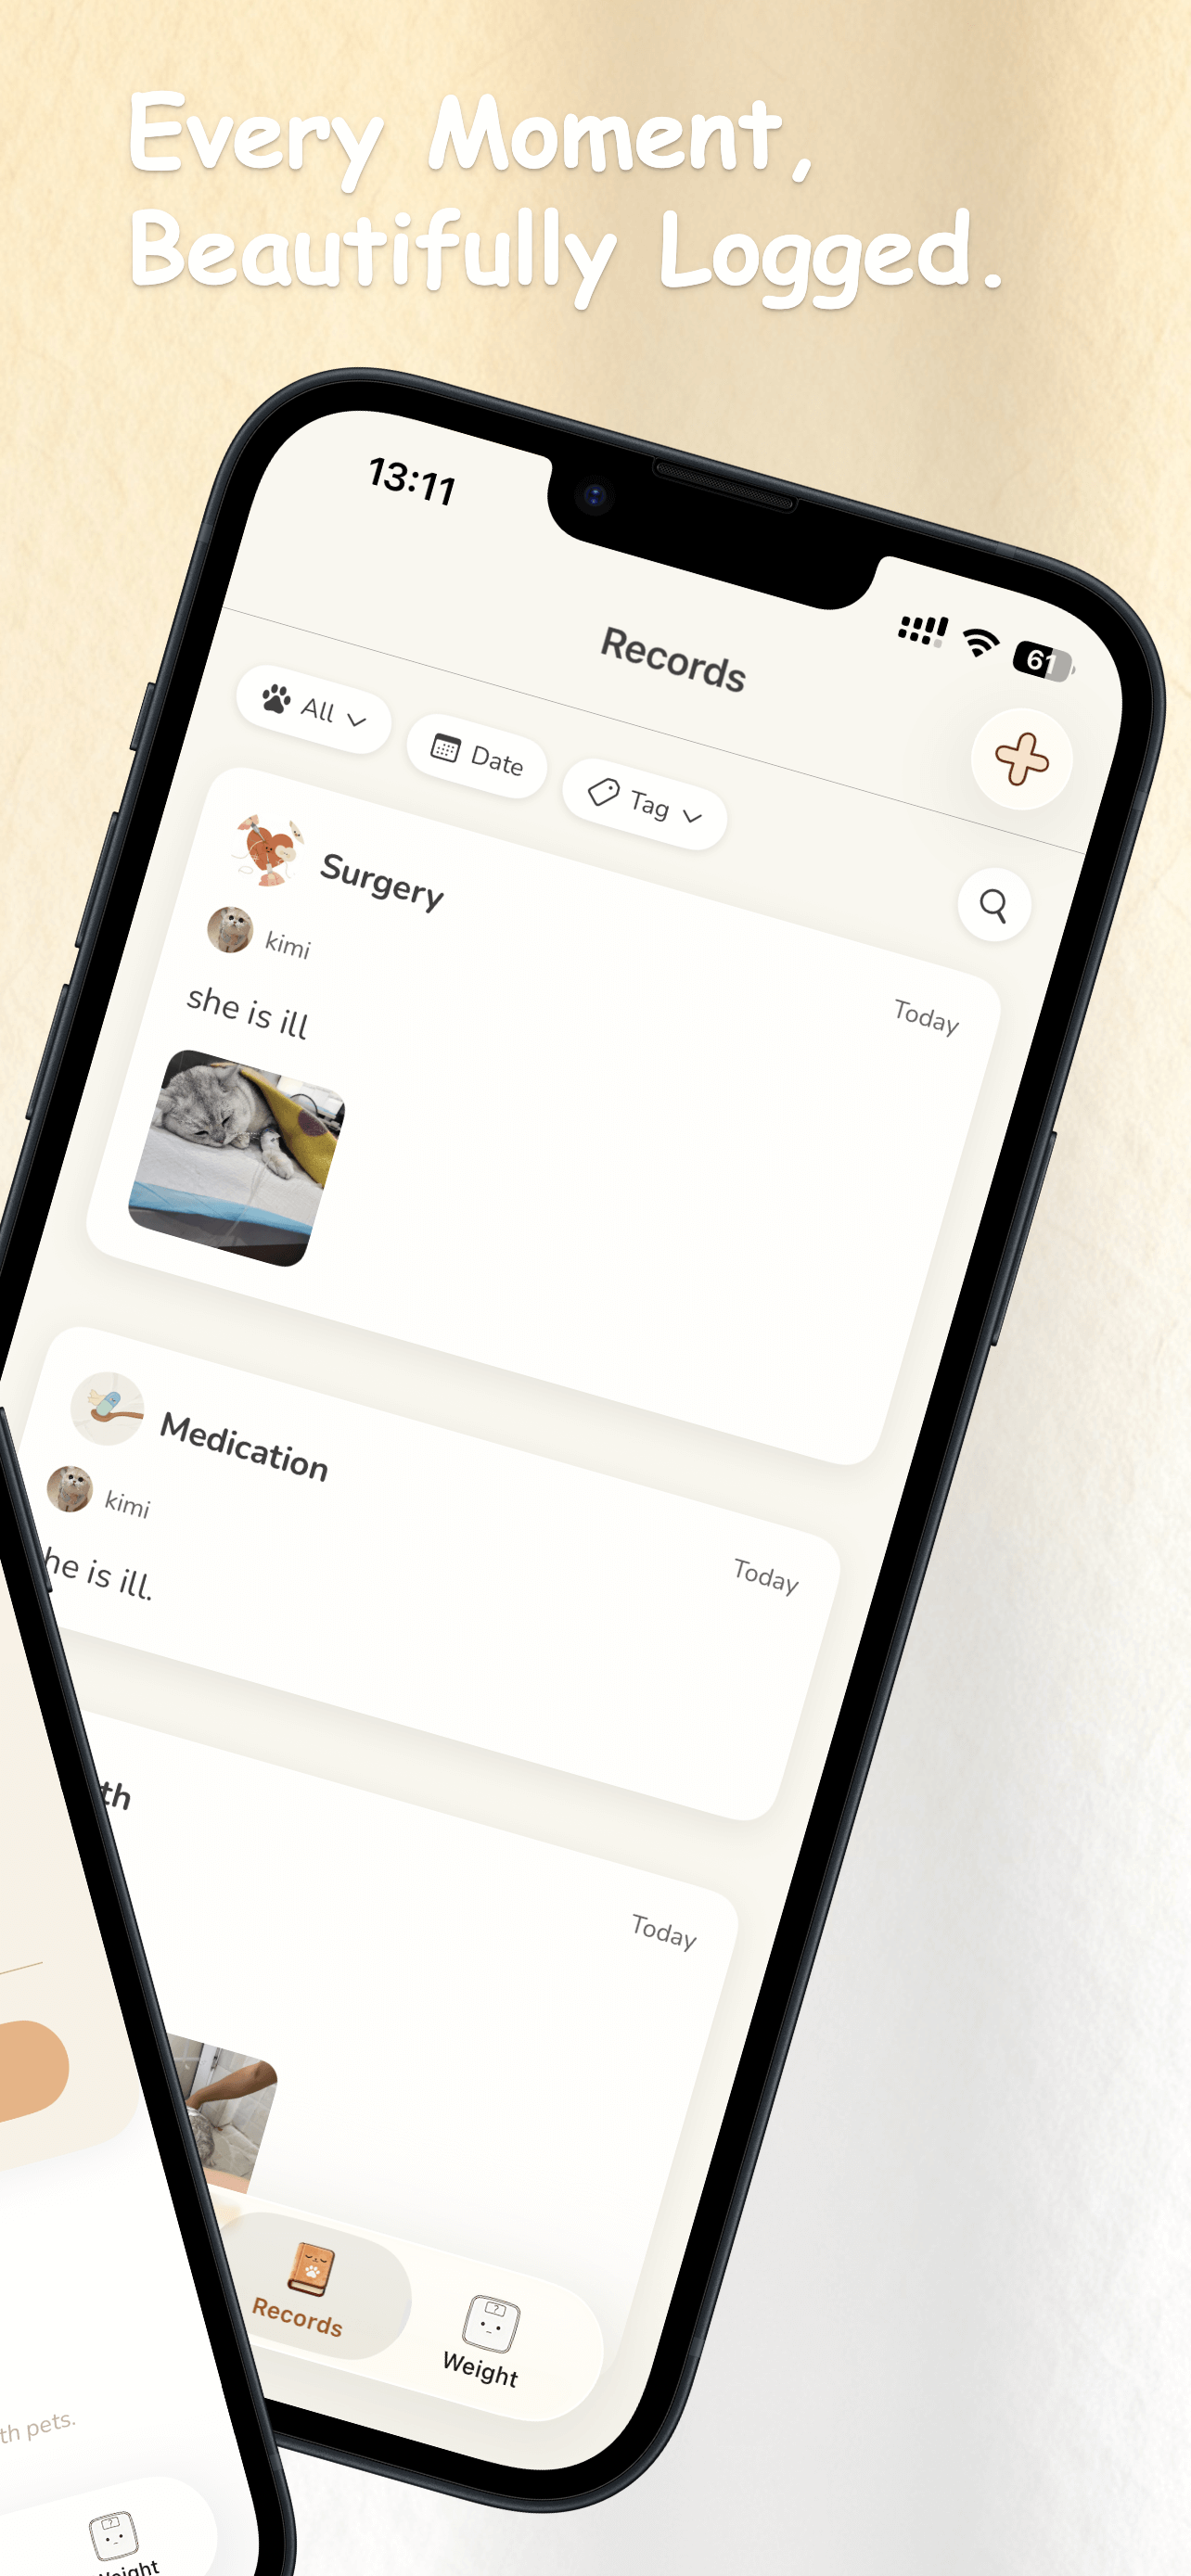 Every Moment,
Beautifully Logged.
13:11
61
Records
All
Date
Tag
Surgery
kimi
Today
she is ill
Medication
kimi
Today
he is ill.
th
Today
Records
Weight
th pets.
Weight